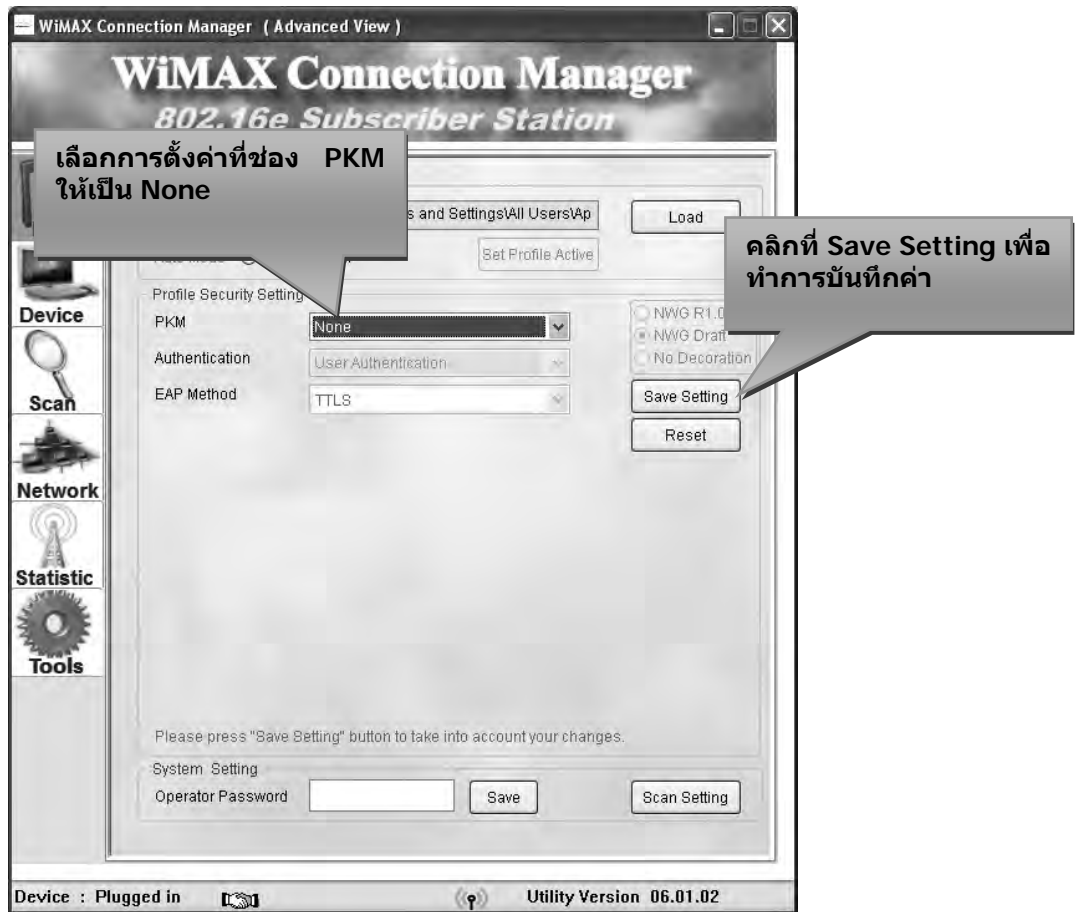 WiMAX Connection Manager ( Advanced View )
WiMAX Connection Manager
802.16e Subscriber Station
เลือกการตั้งค่าที่ช่อง PKM
ให้เป็น None
s and Settings\All Users\Ap
Load
Set Profile Active
คลิกที่ Save Setting เพื่อ
ทำการบันทึกค่า
Profile Security Setting
PKM
None
NWG R1.0
NWG Draft
No Decoration
Authentication
User Authentication
EAP Method
TTLS
Save Setting
Reset
Device
Scan
Network
Statistic
Tools
Please press "Save Setting" button to take into account your changes.
System Setting
Operator Password
Save
Scan Setting
Device : Plugged in
Utility Version 06.01.02